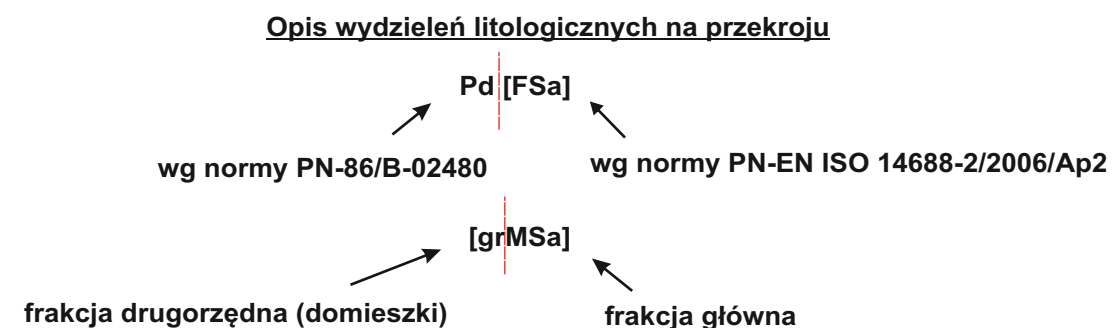 Opis wydzieleń litologicznych na przekroju
Pd [FSa]
wg normy PN-86/B-02480
wg normy PN-EN ISO 14688-2/2006/Ap2
[grMSa]
frakcja drugorzędna (domieszki)
frakcja główna